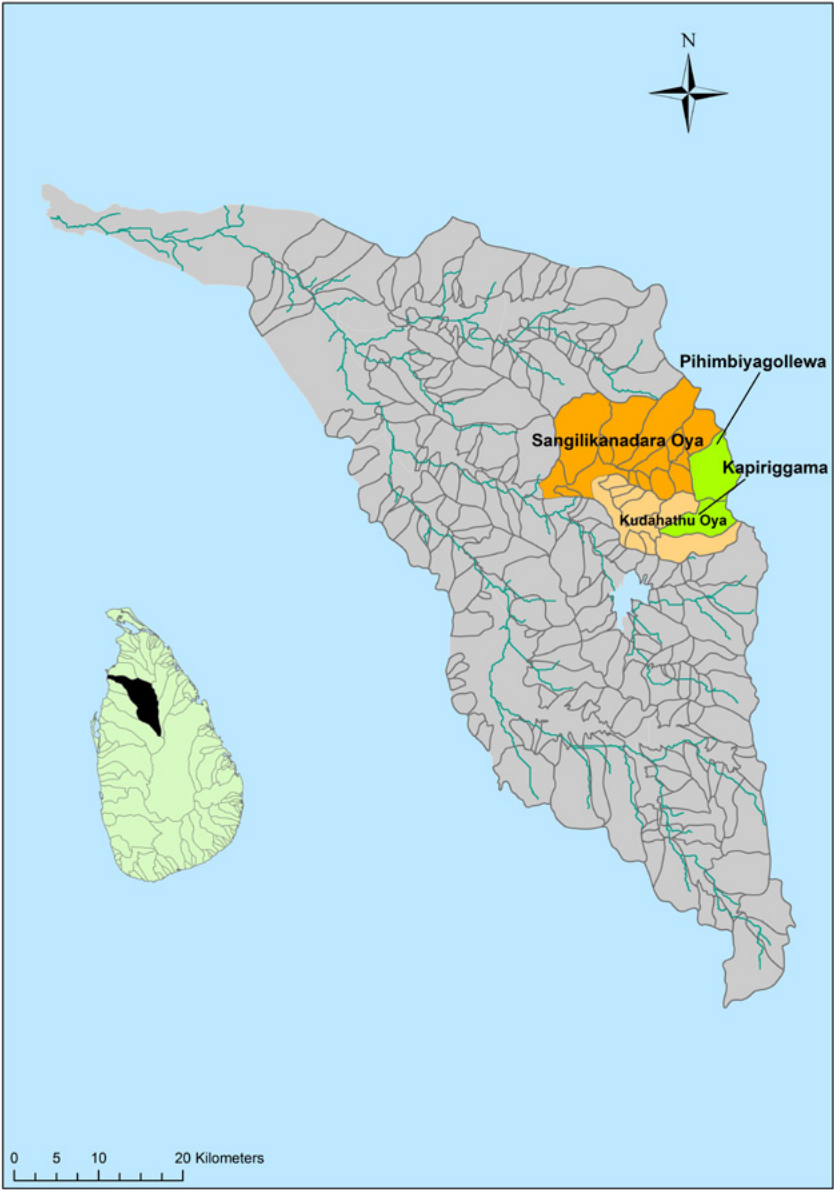 N
Pihimbiyagollewa
Sangilikanadara Oya
Kapiriggama
Kudahathu Oya
0 5 10 20 Kilometers